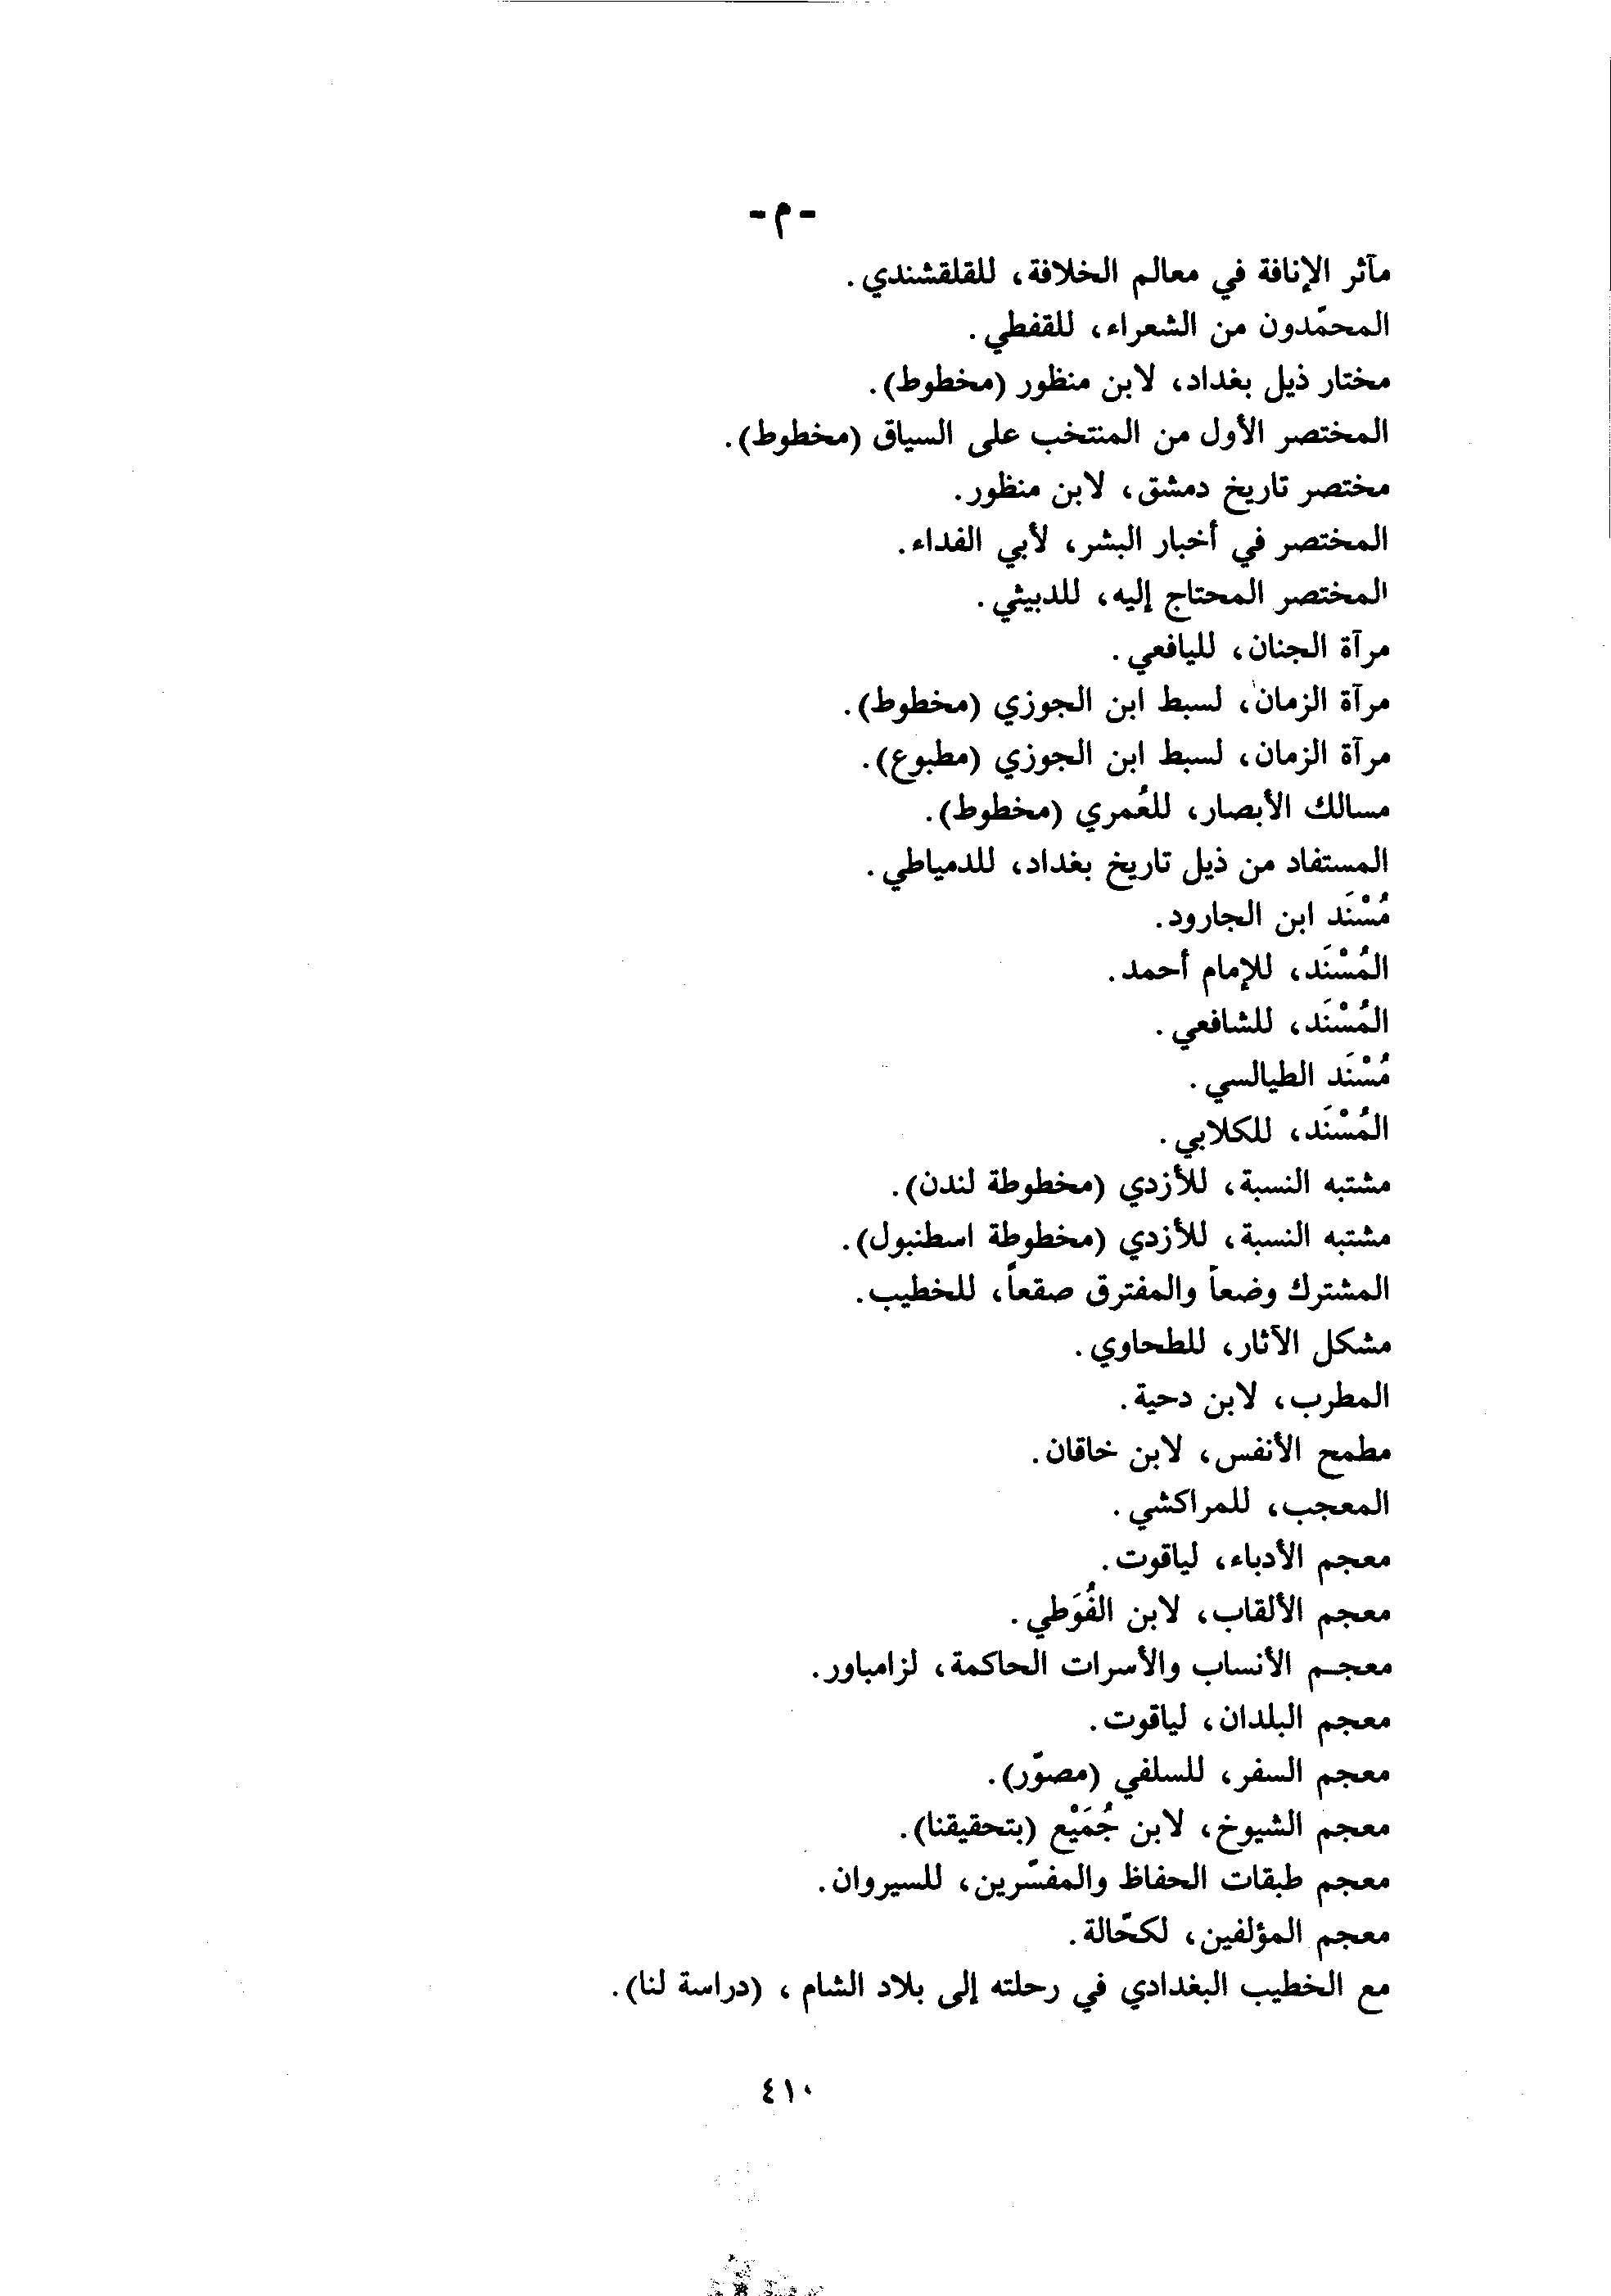 - م -
مآثر الإنافة في معالم الخلافة، للقلقشندي.
المحمّدون من الشعراء، للقفطي.
مختار ذيل بغداد، لابن منظور (مخطوط).
المختصر الأول من المنتخب على السياق (مخطوط).
مختصر تاريخ دمشق، لابن منظور.
المختصر في أخبار البشر، لأبي الفداء.
المختصر المحتاج إليه، للدبيثي.
مرآة الجنان، لليافعي.
مرآة الزمان، لسبط ابن الجوزي (مخطوط).
مرآة الزمان، لسبط ابن الجوزي (مطبوع).
مسالك الأبصار، للعُمري (مخطوط).
المستفاد من ذيل تاريخ بغداد، للدمياطي.
مُسْنَد ابن الجارود.
المُسْنَد، للإمام أحمد.
المُسْنَد، للشافعي.
مُسْنَد الطيالسي.
المُسْنَد، للكلابي.
مشتبه النسبة، للأزدي (مخطوطة لندن).
مشتبه النسبة، للأزدي (مخطوطة اسطنبول).
المشترك وضعاً والمفترق صقعاً، للخطيب.
مشكل الآثار، للطحاوي.
المطرب، لابن دحية.
مطمح الأنفس، لابن خاقان.
المعجب، للمراكشي.
معجم الأدباء، لياقوت.
معجم الألقاب، لابن الفُوَطي.
معجم الأنساب والأسرات الحاكمة، لزامباور.
معجم البلدان، لياقوت.
معجم السفر، للسلفي (مصوّر).
معجم الشيوخ، لابن جُمَيْع (بتحقيقنا).
معجم طبقات الحفاظ والمفسّرين، للسيروان.
معجم المؤلفين، لكحّالة.
مع الخطيب البغدادي في رحلته إلى بلاد الشام، (دراسة لنا).
٤١٠